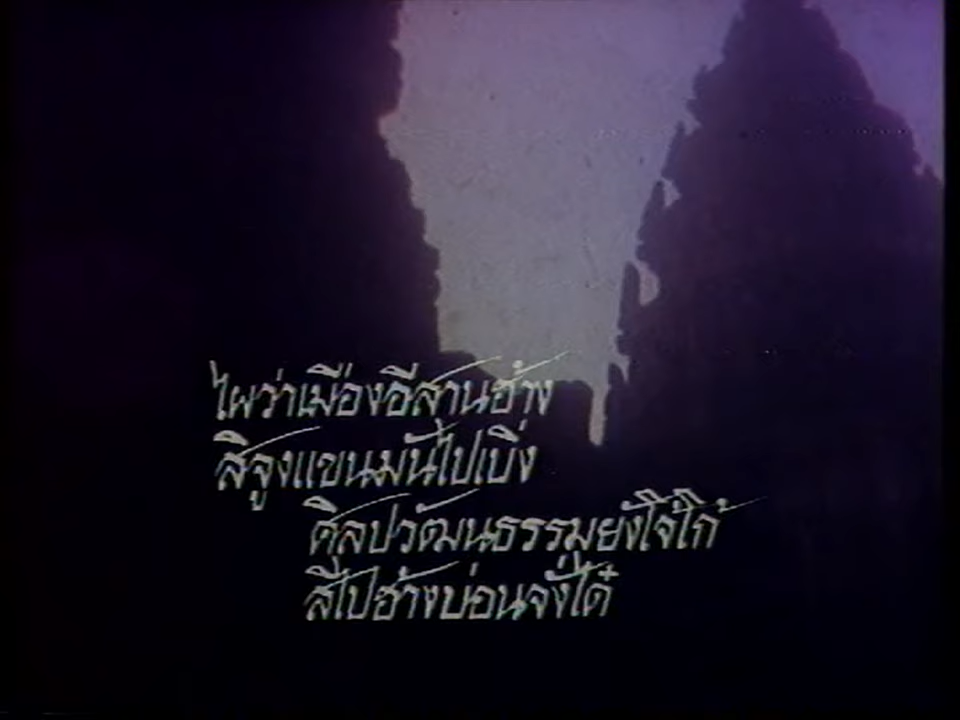 ไผว่าเมืองอีสานฮ้าง
สิจูงแขนมันไปเบิ่ง
ศิลปวัฒนธรรมยังโจ้โก้
สิไปฮ้างบ่อนจั่งได๋